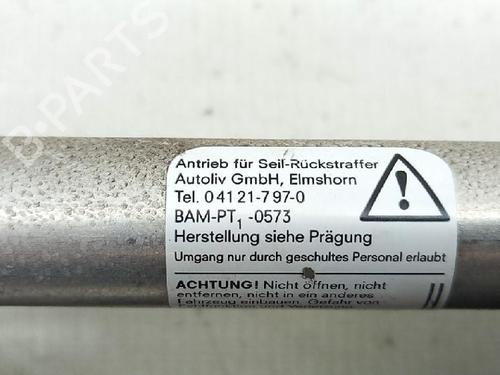 B-PARTS
Antrieb für Seil-Rückstraffer
Autoliv GmbH, Elmshorn
Tel. 0 41 21-7 97-0
BAM-PT1 -0573
Herstellung siehe Prägung
Umgang nur durch geschultes Personal erlaubt
ACHTUNG! Nicht öffnen, nicht
entfernen, nicht in ein anderes
Fahrzeug einbauen. Gefahr von